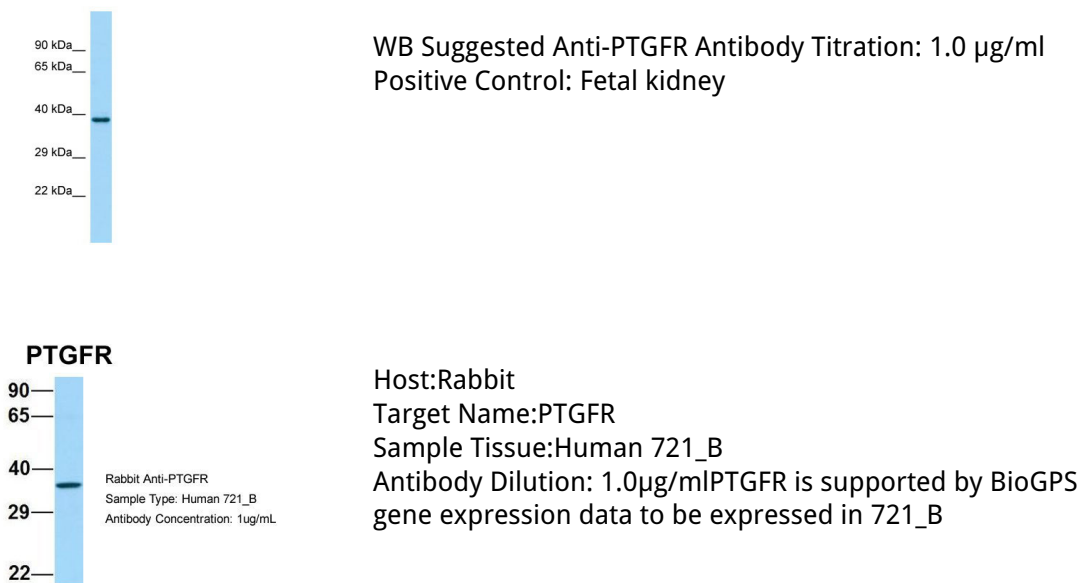 90 kDa__
65 kDa__
40 kDa__
29 kDa__
22 kDa__
WB Suggested Anti-PTGFR Antibody Titration: 1.0 µg/ml
Positive Control: Fetal kidney
PTGFR
90—
65—
40—
29—
22—
Rabbit Anti-PTGFR
Sample Type: Human 721_B
Antibody Concentration: 1ug/mL
Host:Rabbit
Target Name:PTGFR
Sample Tissue:Human 721_B
Antibody Dilution: 1.0µg/mlPTGFR is supported by BioGPS
gene expression data to be expressed in 721_B